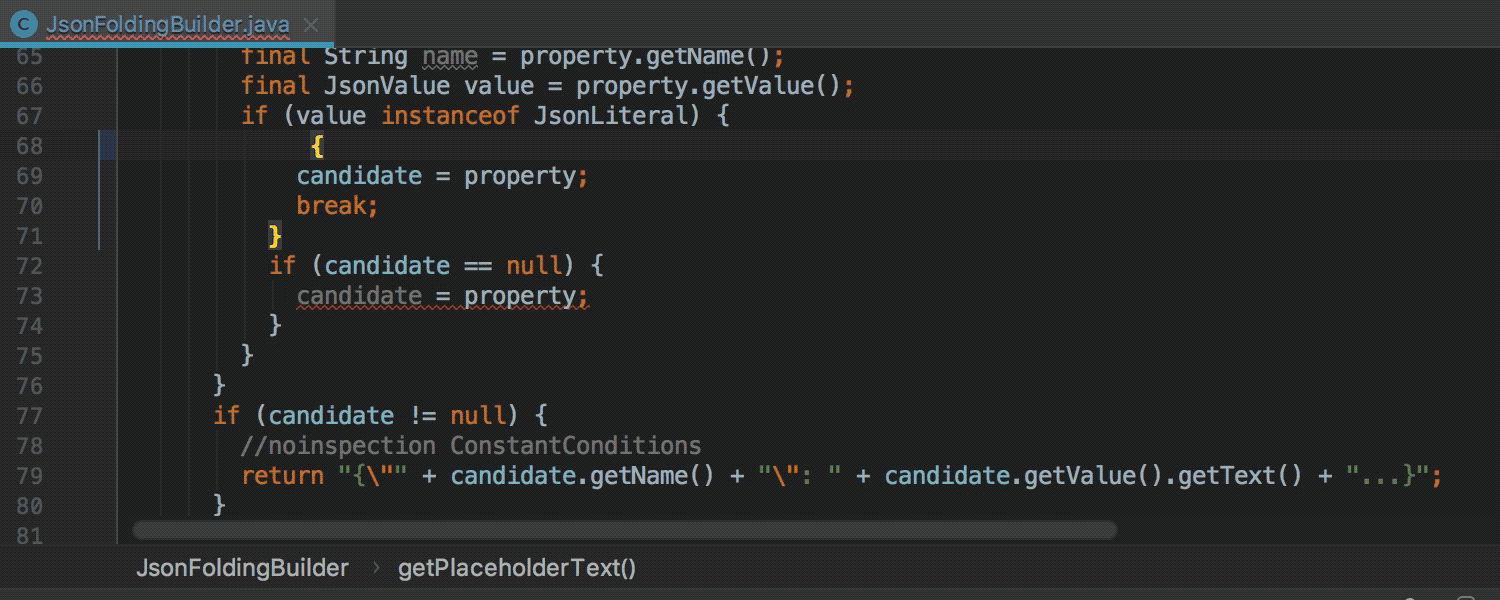 C JsonFoldingBuilder.java ×
65 final String name = property.getName();
66 final JsonValue value = property.getValue();
67 if (value instanceof JsonLiteral) {
68 {
69 candidate = property;
70 break;
71 }
72 if (candidate == null) {
73 candidate = property;
74 }
75 }
76 }
77 if (candidate != null) {
78 //noinspection ConstantConditions
79 return "{\"" + candidate.getName() + "\": " + candidate.getValue().getText() + "...}";
80 }
81
JsonFoldingBuilder › getPlaceholderText()